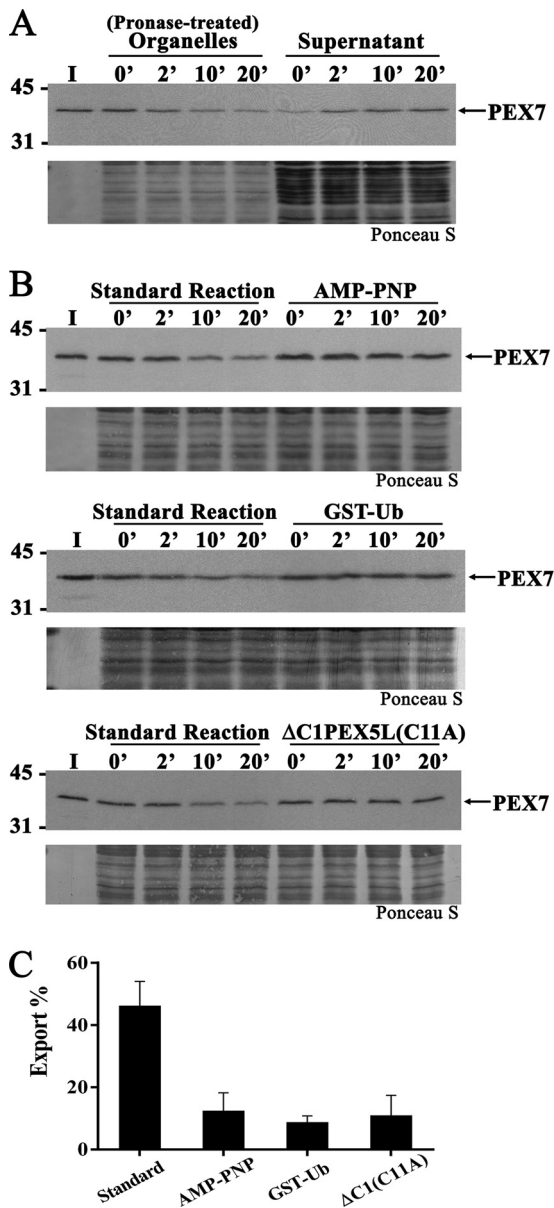 A
(Pronase-treated)
Organelles Supernatant
I 0’ 2’ 10’ 20’ 0’ 2’ 10’ 20’
45
PEX7
31
Ponceau S
B
Standard Reaction AMP-PNP
I 0’ 2’ 10’ 20’ 0’ 2’ 10’ 20’
45
PEX7
31
Ponceau S
Standard Reaction GST-Ub
I 0’ 2’ 10’ 20’ 0’ 2’ 10’ 20’
45
PEX7
31
Ponceau S
Standard Reaction ΔC1PEX5L(C11A)
I 0’ 2’ 10’ 20’ 0’ 2’ 10’ 20’
45
PEX7
31
Ponceau S
C
Export %
60
40
20
0
Standard AMP-PNP GST-Ub ΔC1(C11A)